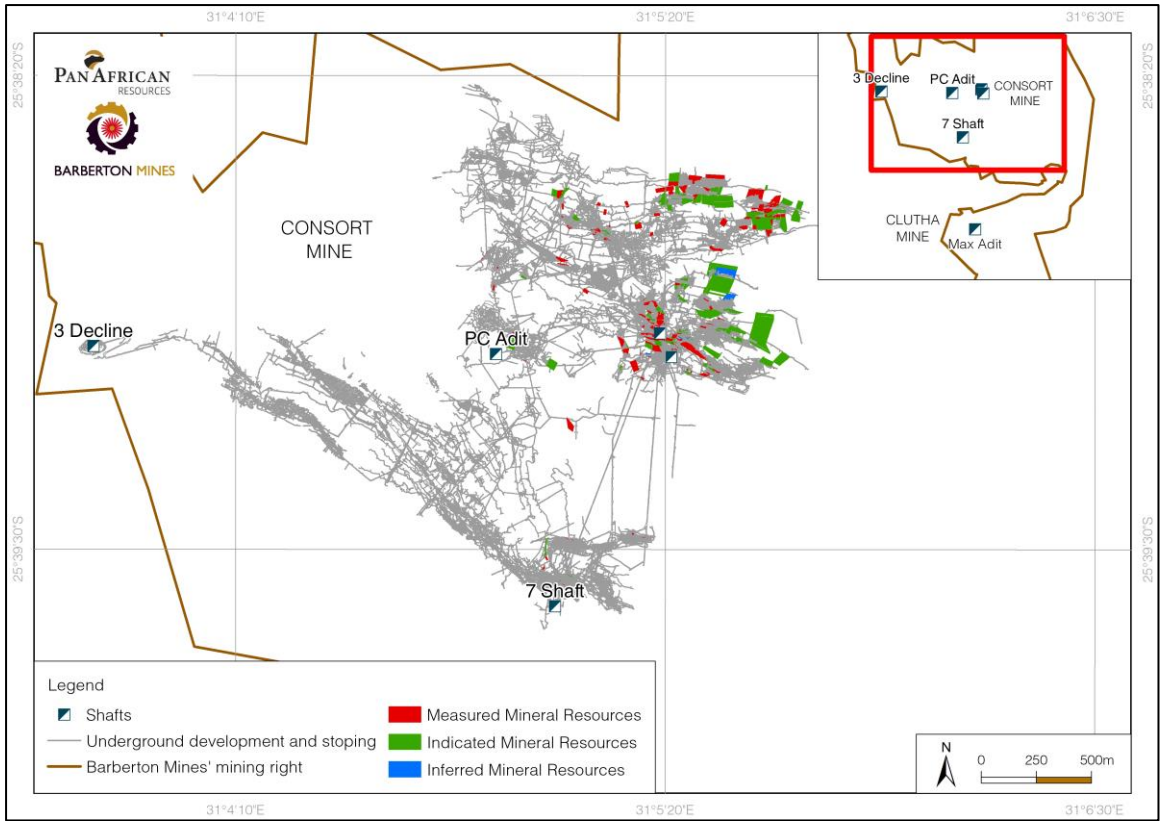 31°4'10"E
31°5'20"E
31°6'30"E
25°38'20"S
25°38'20"S
PAN AFRICAN
RESOURCES
BARBERTON MINES
3 Decline
PC Adit
CONSORT
MINE
7 Shaft
CLUTHA
MINE
Max Adit
CONSORT
MINE
3 Decline
PC Adit
7 Shaft
25°39'30"S
25°39'30"S
Legend
Shafts
Underground development and stoping
Barberton Mines' mining right
Measured Mineral Resources
Indicated Mineral Resources
Inferred Mineral Resources
N
0 250 500m
31°4'10"E
31°5'20"E
31°6'30"E